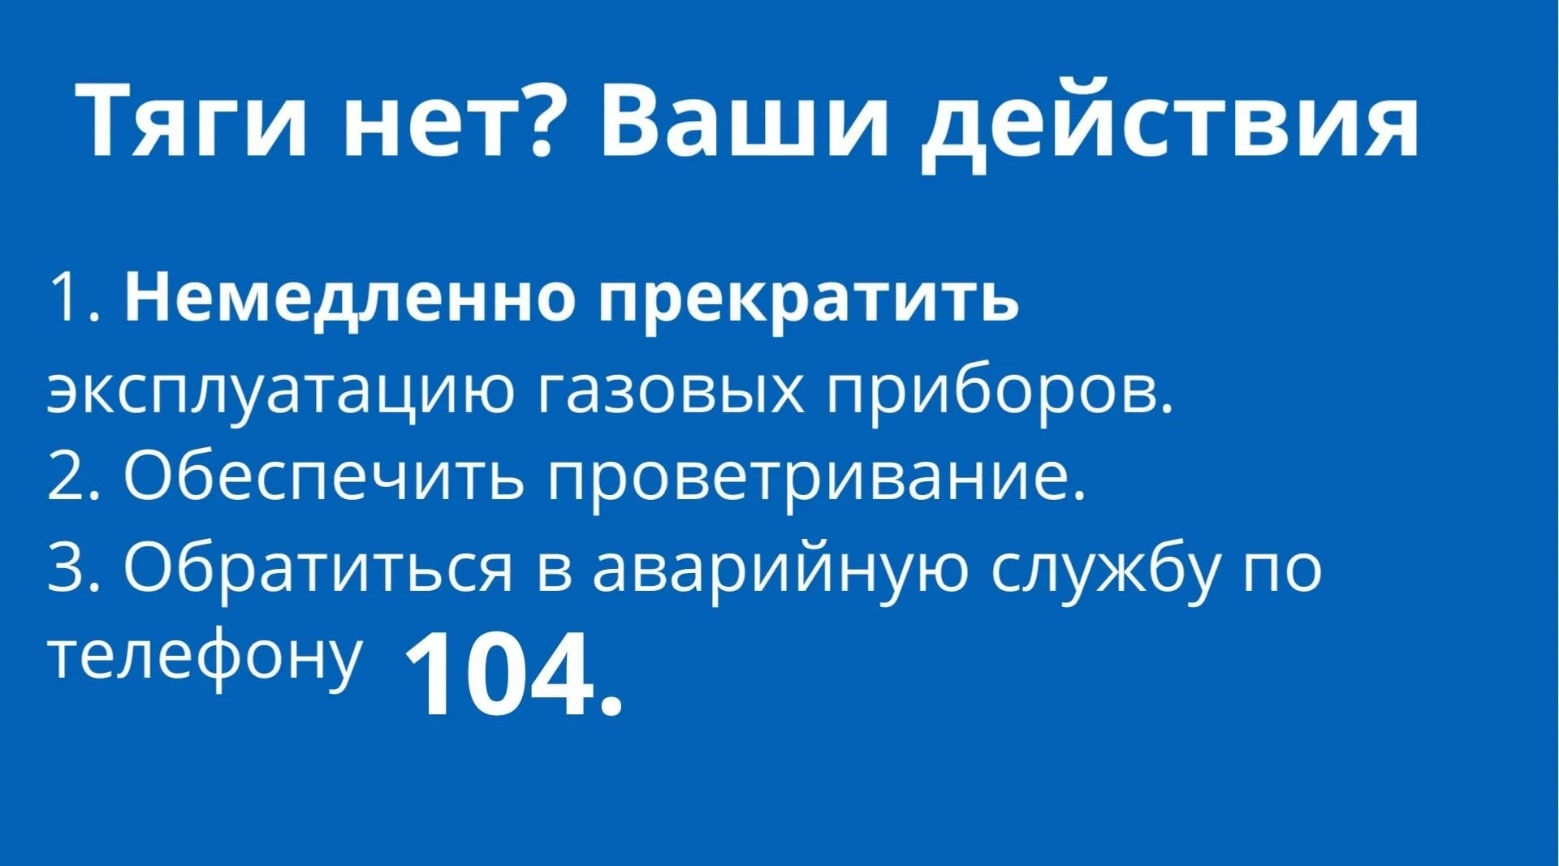 Тяги нет? Ваши действия
1. Немедленно прекратить
эксплуатацию газовых приборов.
2. Обеспечить проветривание.
3. Обратиться в аварийную службу по
телефону 104.